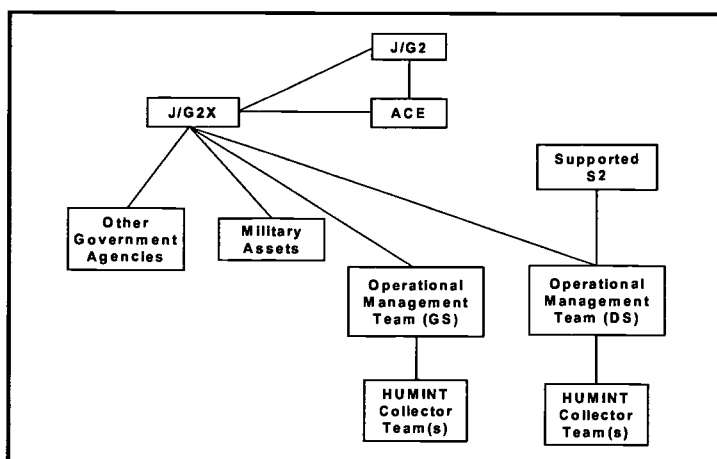 J/G2
J/G2X
ACE
Supported
S2
Other
Government
Agencies
Military
Assets
Operational
Management
Team (GS)
Operational
Management
Team (DS)
HUMINT
Collector
Team(s)
HUMINT
Collector
Team(s)